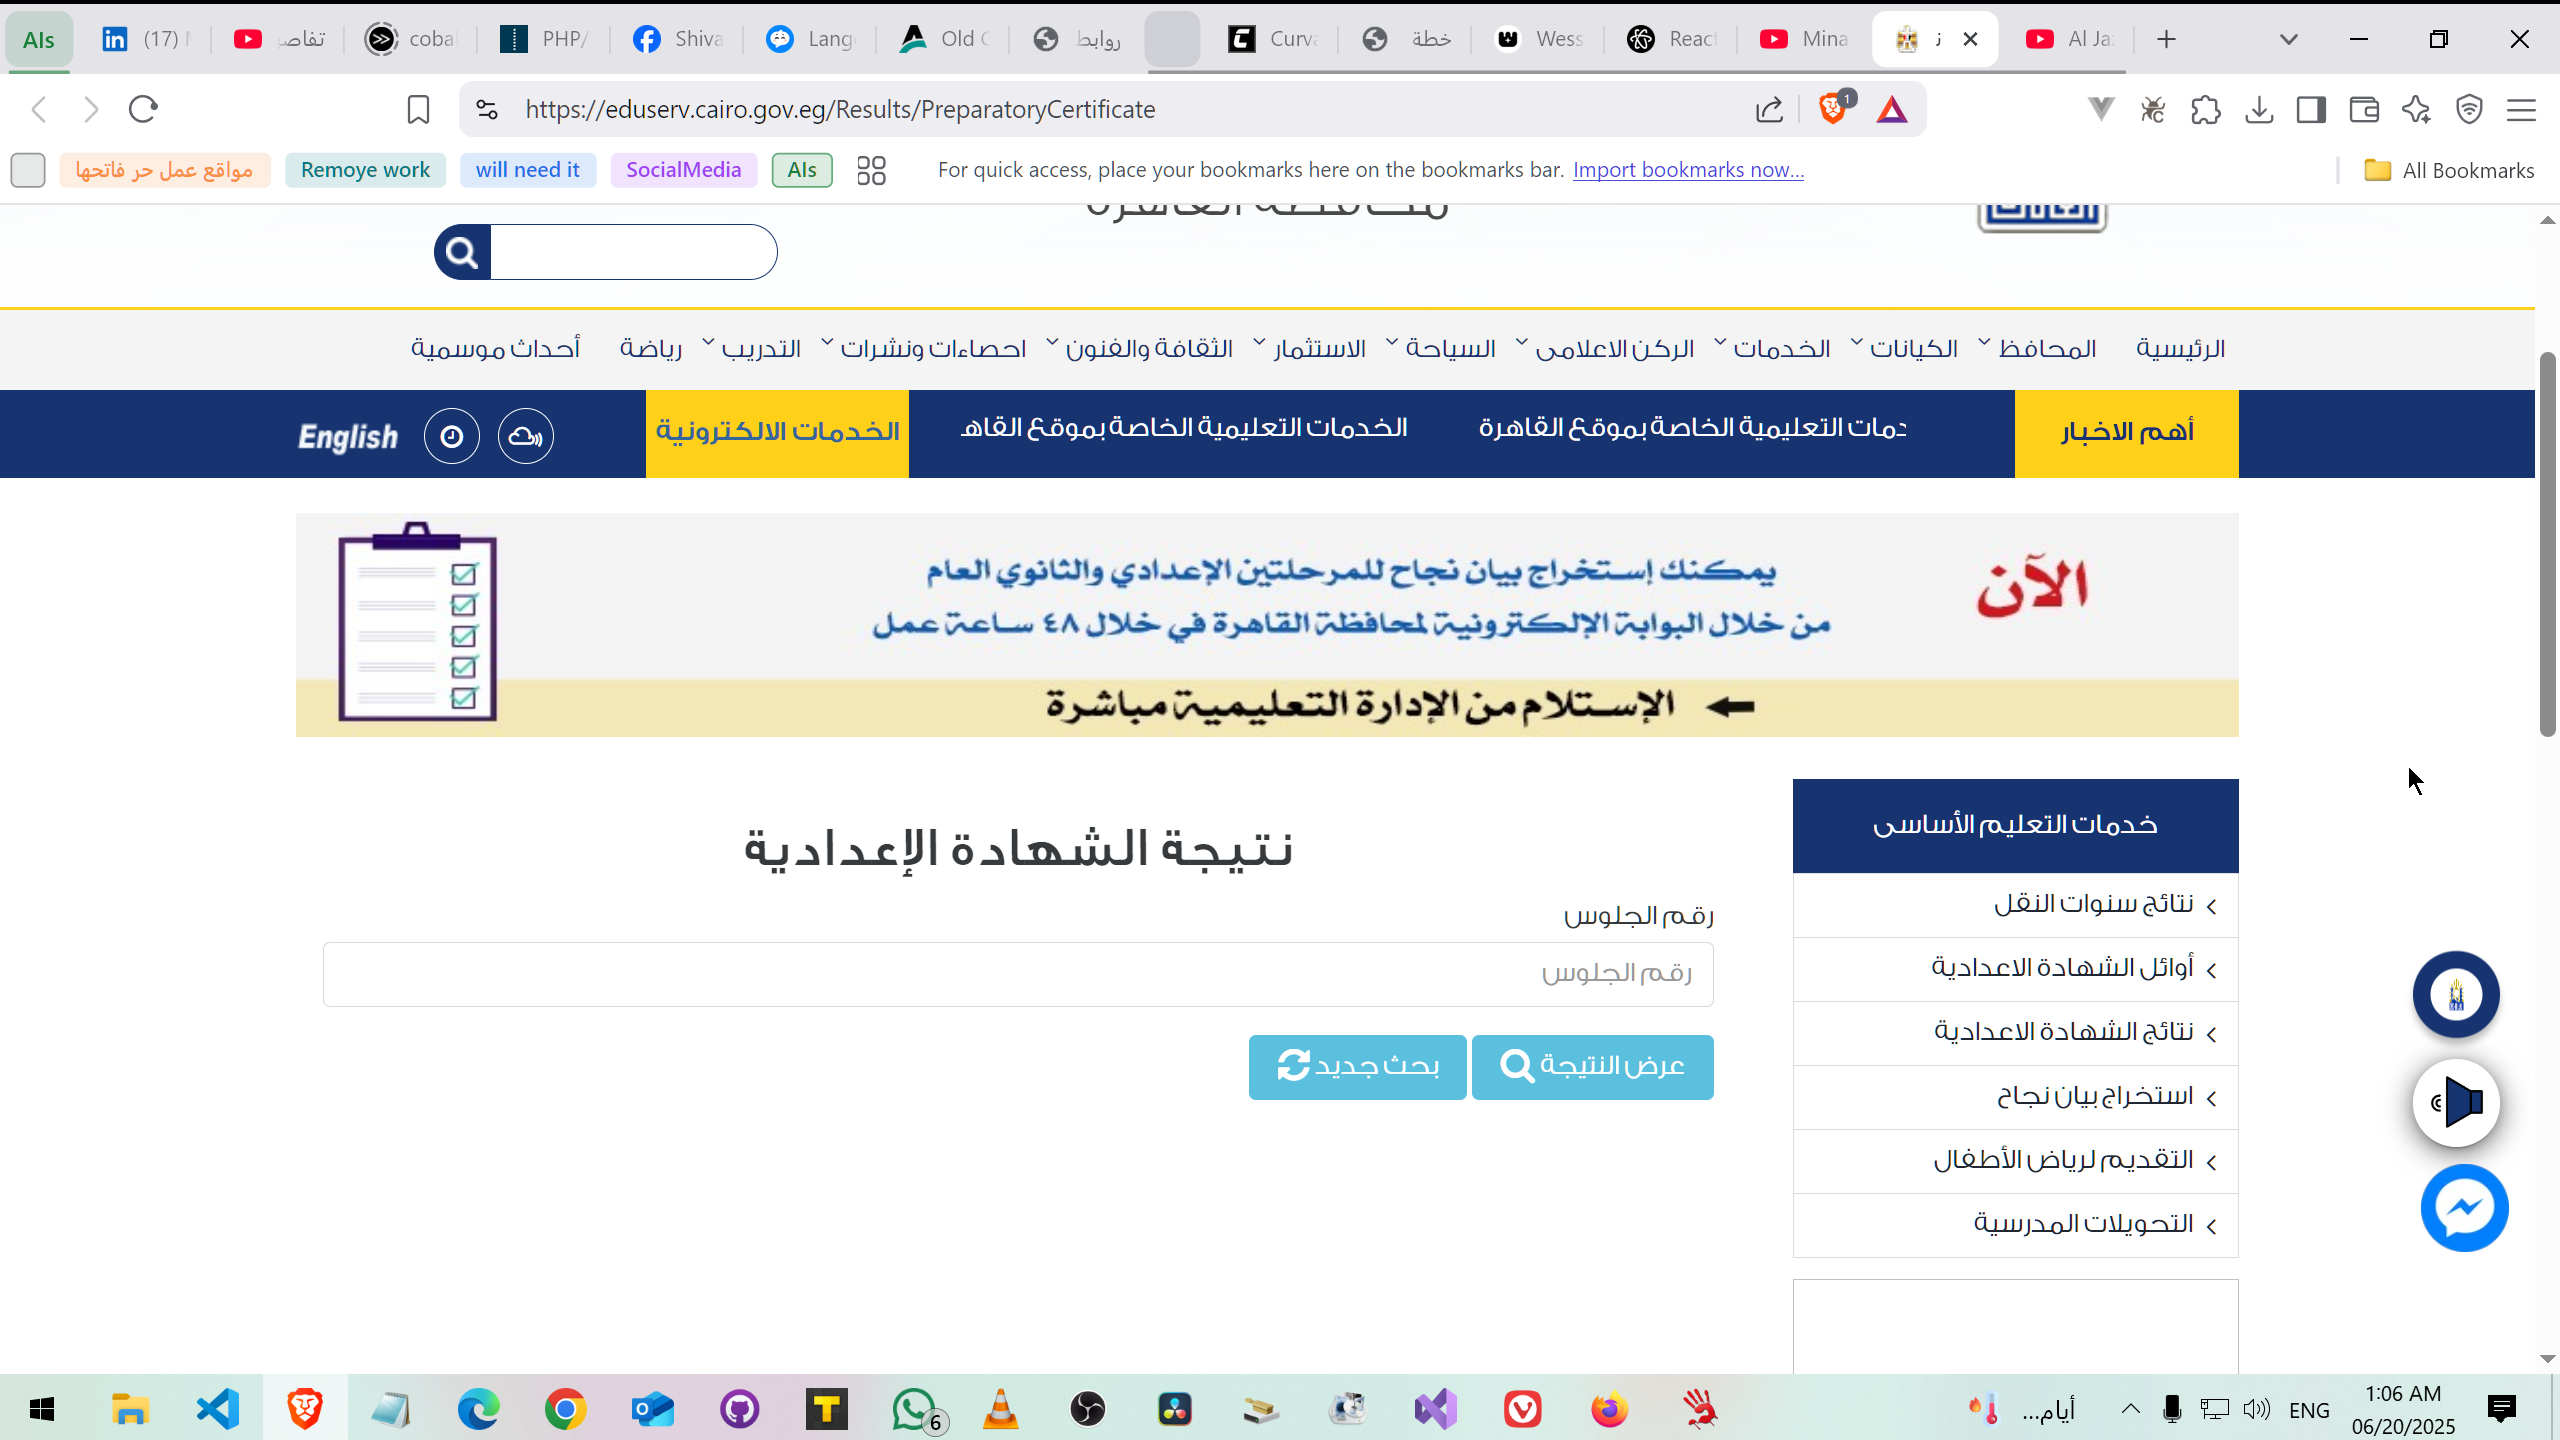 AIs
(17)
تفاصي
coba
PHP/
Shiva
Lang
Old
روابط
Curva
خطة
Wess
React
Mina
Al Ja
https://eduserv.cairo.gov.eg/Results/PreparatoryCertificate
1
مواقع عمل حر فاتحها
Remoye work
will need it
SocialMedia
AIs
For quick access, place your bookmarks here on the bookmarks bar. Import bookmarks now...
All Bookmarks
الرئيسية المحافظ الكيانات الخدمات الركن الاعلامى السياحة الاستثمار الثقافة والفنون احصاءات ونشرات التدريب رياضة أحداث موسمية
أهم الاخبار
دمات التعليمية الخاصة بموقع القاهرة
الخدمات التعليمية الخاصة بموقع القاه
الخدمات الالكترونية
English
الآن
يمكنك إستخراج بيان نجاح للمرحلتين الإعدادي والثانوي العام
من خلال البوابة الإلكترونية لمحافظة القاهرة في خلال ٤٨ ساعة عمل
الإستلام من الإدارة التعليمية مباشرة
خدمات التعليم الأساسى
نتائج سنوات النقل
أوائل الشهادة الاعدادية
نتائج الشهادة الاعدادية
استخراج بيان نجاح
التقديم لرياض الأطفال
التحويلات المدرسية
نتيجة الشهادة الإعدادية
رقم الجلوس
رقم الجلوس
عرض النتيجة
بحث جديد
6
أيام...
ENG
1:06 AM
06/20/2025